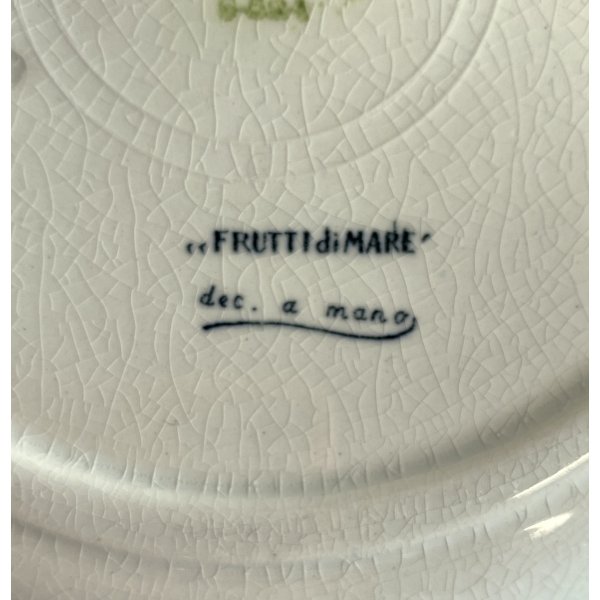 „FRUTTI di MARE"
dec. a mano